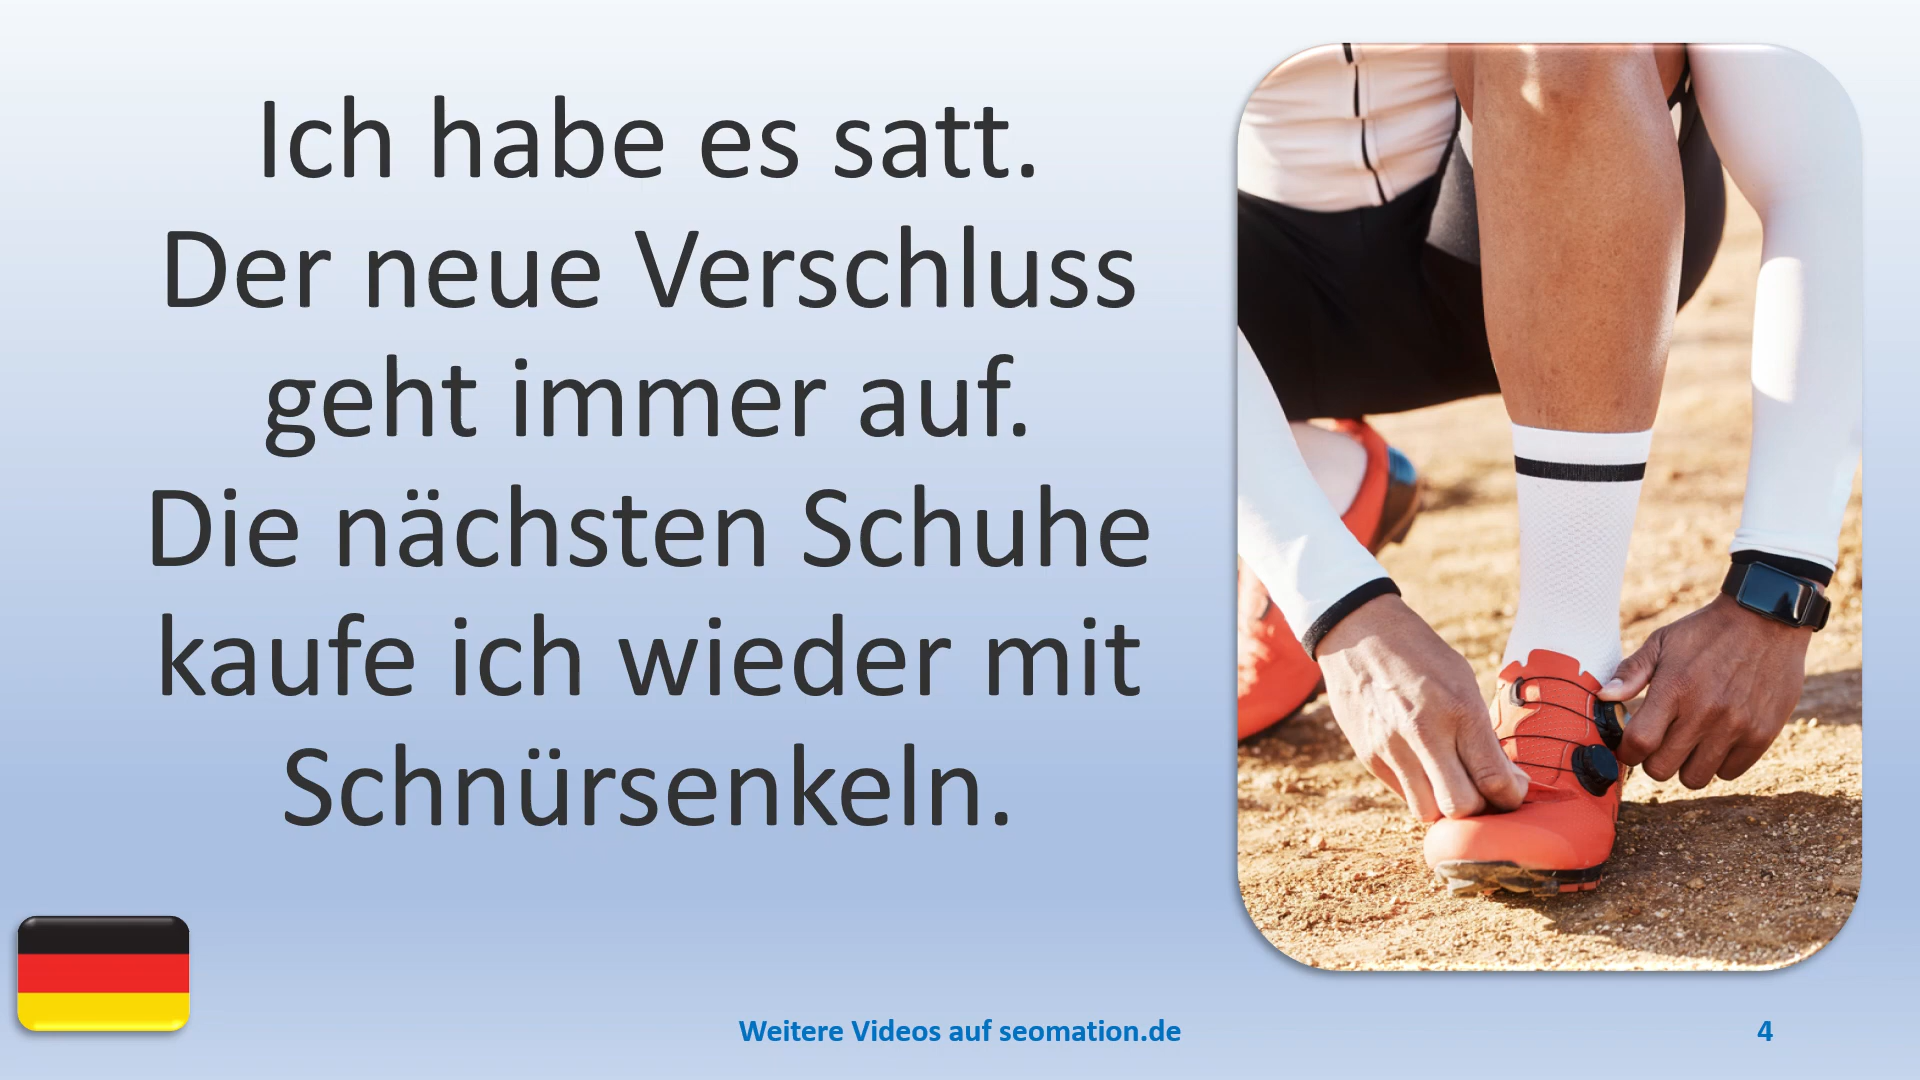 Ich habe es satt.
Der neue Verschluss
geht immer auf.
Die nächsten Schuhe
kaufe ich wieder mit
Schnürsenkeln.
Weitere Videos auf seomation.de
4